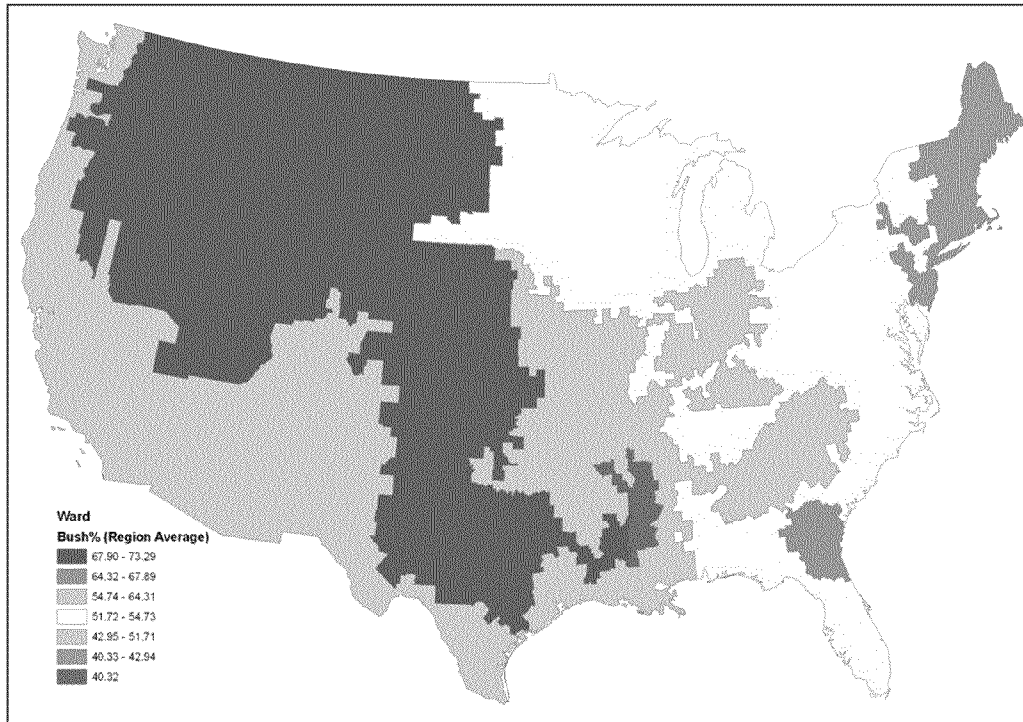 Ward
Bush% (Region Average)
67.90 - 73.29
64.32 - 67.89
54.74 - 64.31
51.72 - 54.73
42.95 - 51.71
40.33 - 42.94
40.32